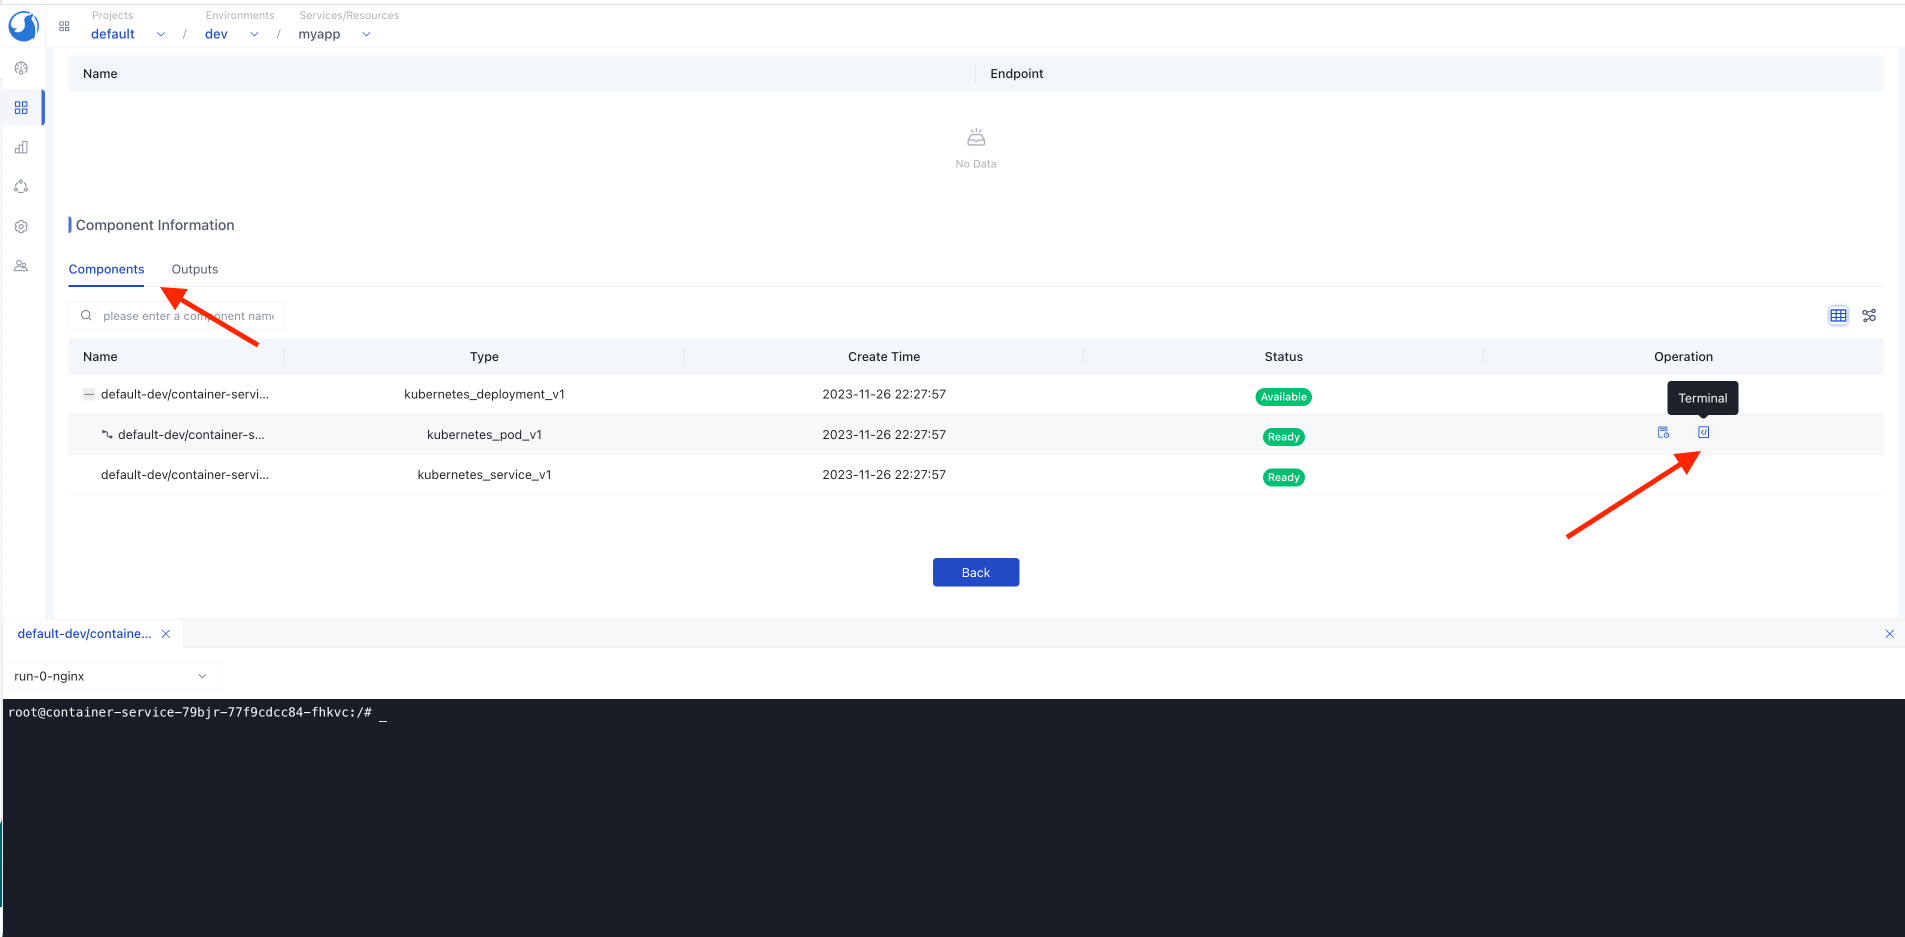 Projects Environments Services/Resources
default / dev / myapp
Name Endpoint
No Data
Component Information
Components Outputs
please enter a component name
Name Type Create Time Status Operation
default-dev/container-servi... kubernetes_deployment_v1 2023-11-26 22:27:57 Available Terminal
default-dev/container-s... kubernetes_pod_v1 2023-11-26 22:27:57 Ready
default-dev/container-servi... kubernetes_service_v1 2023-11-26 22:27:57 Ready
Back
default-dev/containe...
run-0-nginx
root@container-service-79bjr-77f9cdcc84-fhkvc:/# _